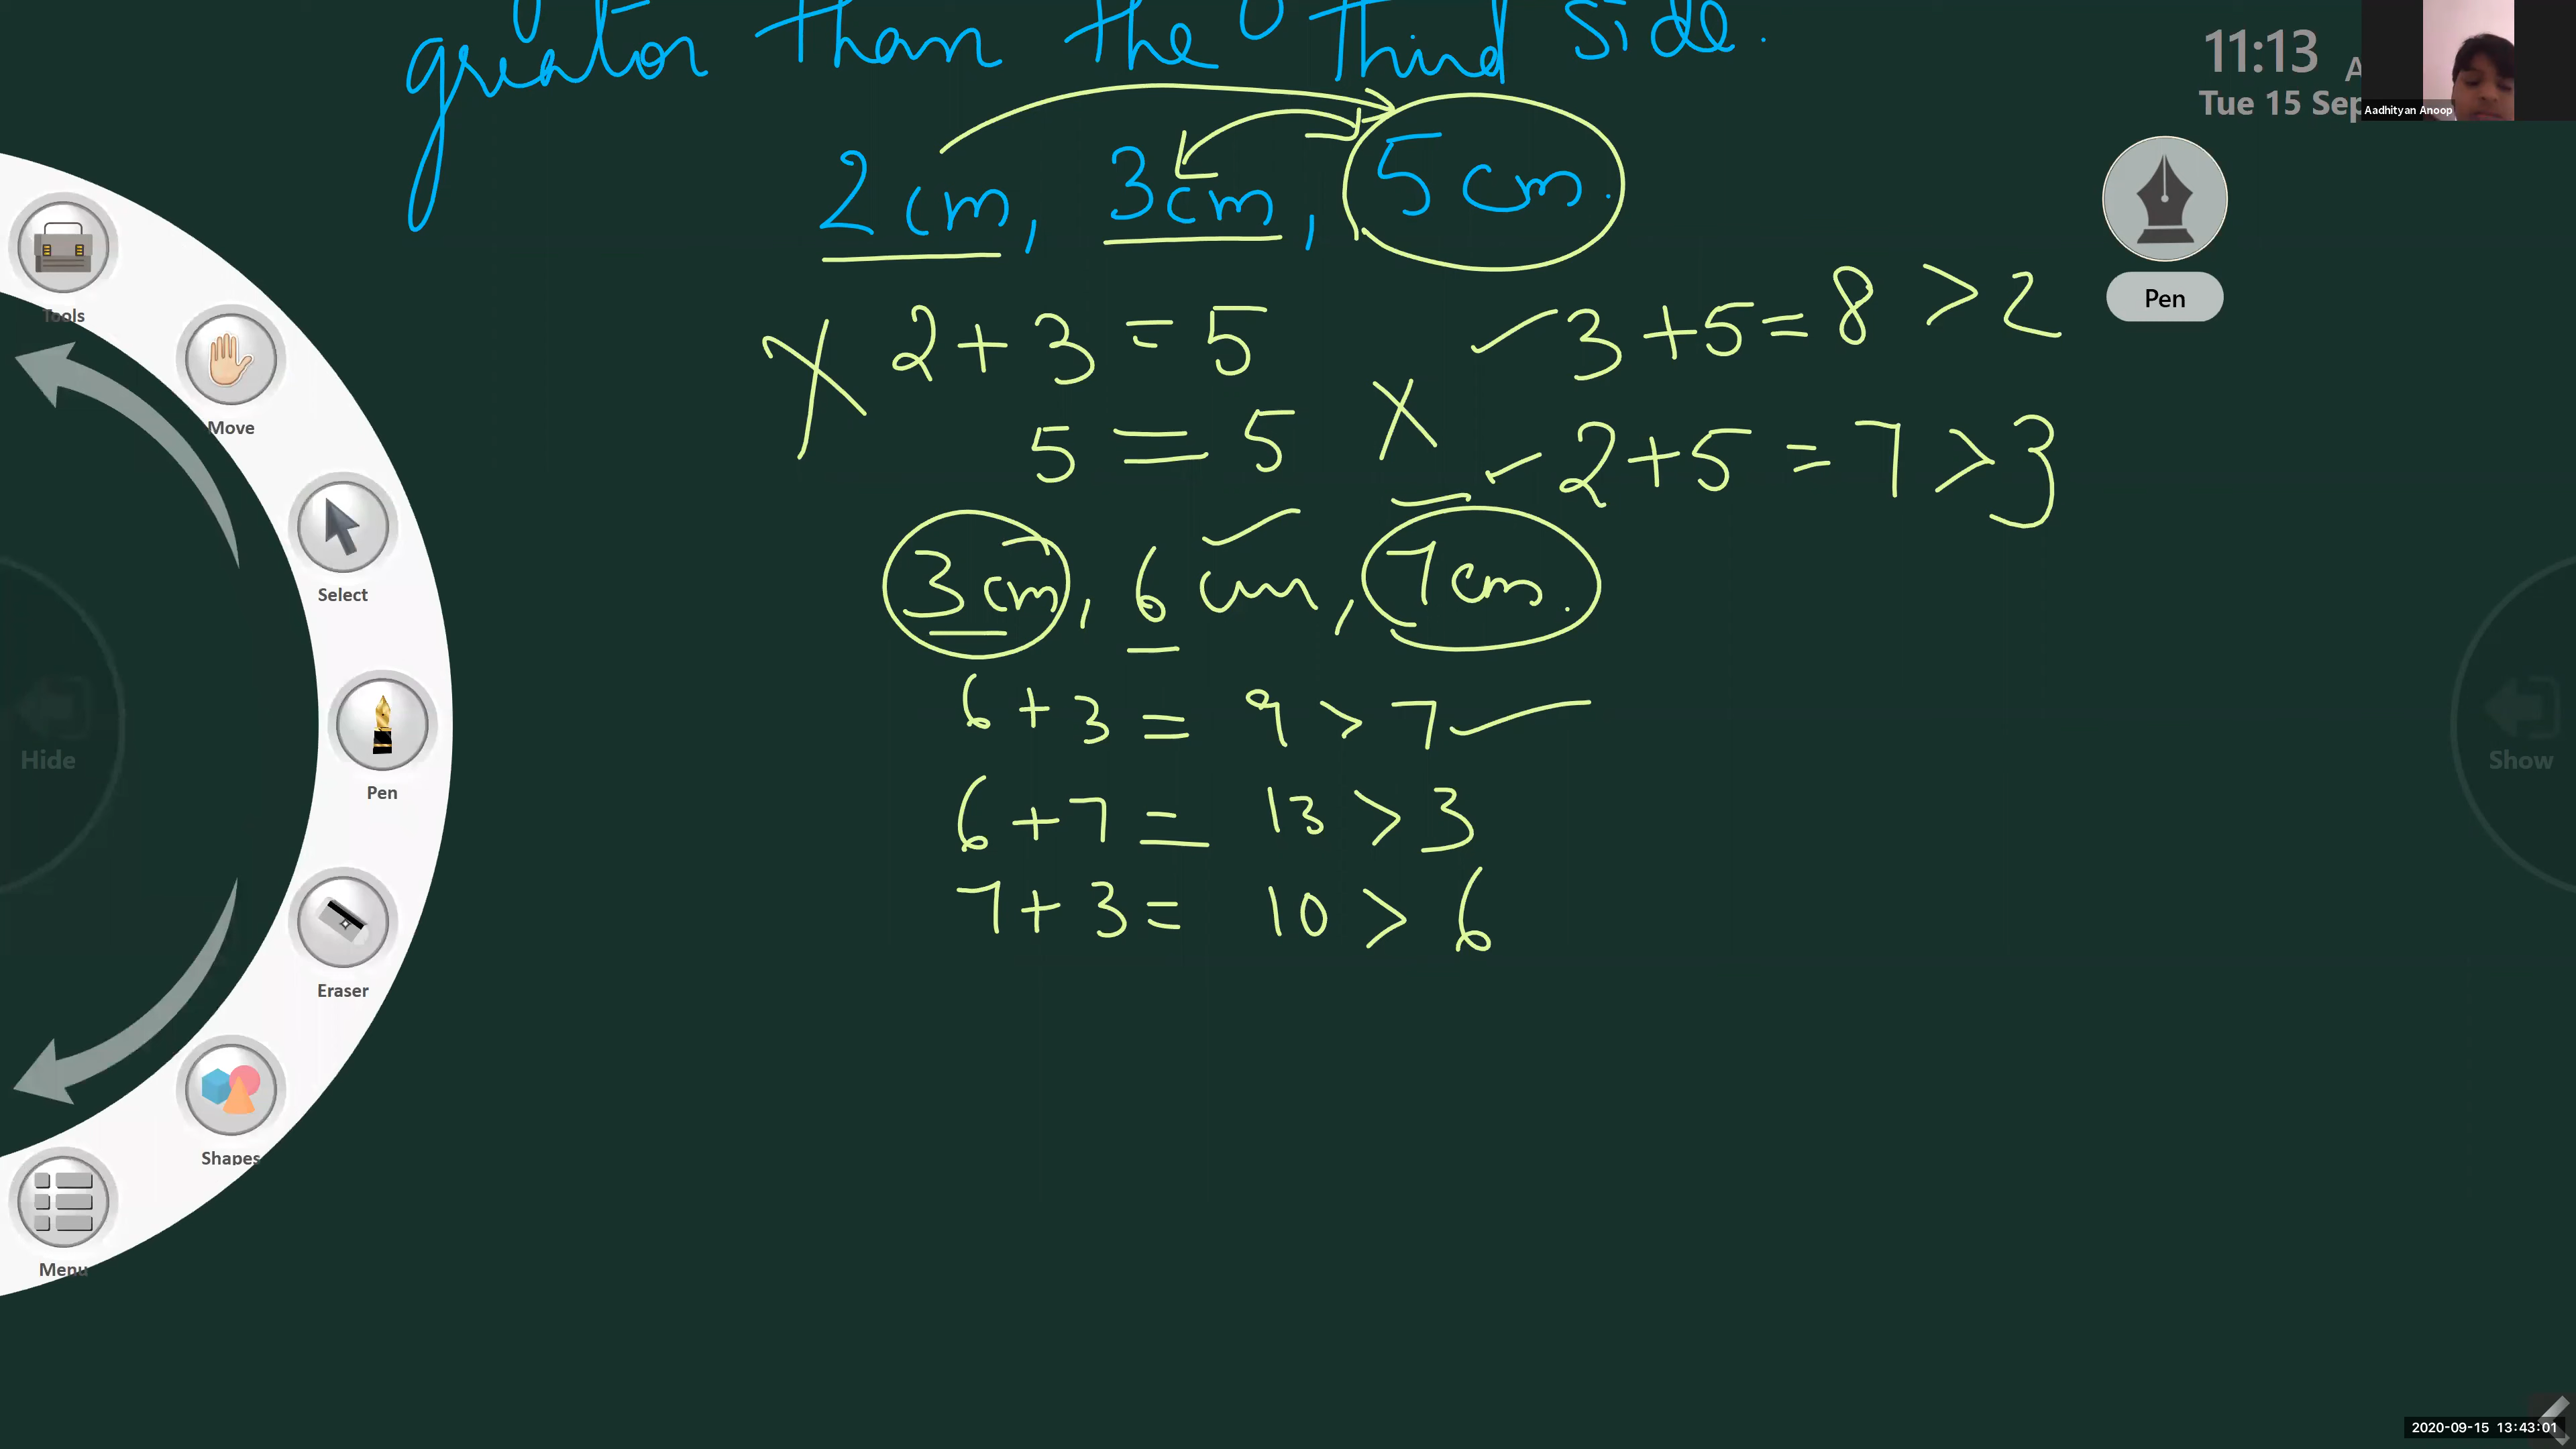 greater than the third side.
11:13
A
Tue 15 Sep
Aadhityan Anoop
2 cm, 3cm, 5 cm.
Pen
2 + 3 = 5
3 + 5 = 8 > 2
5 = 5
2 + 5 = 7 > 3
3 cm, 6 cm, 7 cm.
6 + 3 = 9 > 7
6 + 7 = 13 > 3
7 + 3 = 10 > 6
Tools
Move
Select
Pen
Eraser
Shapes
Menu
Hide
Show
2020-09-15 13:43:01